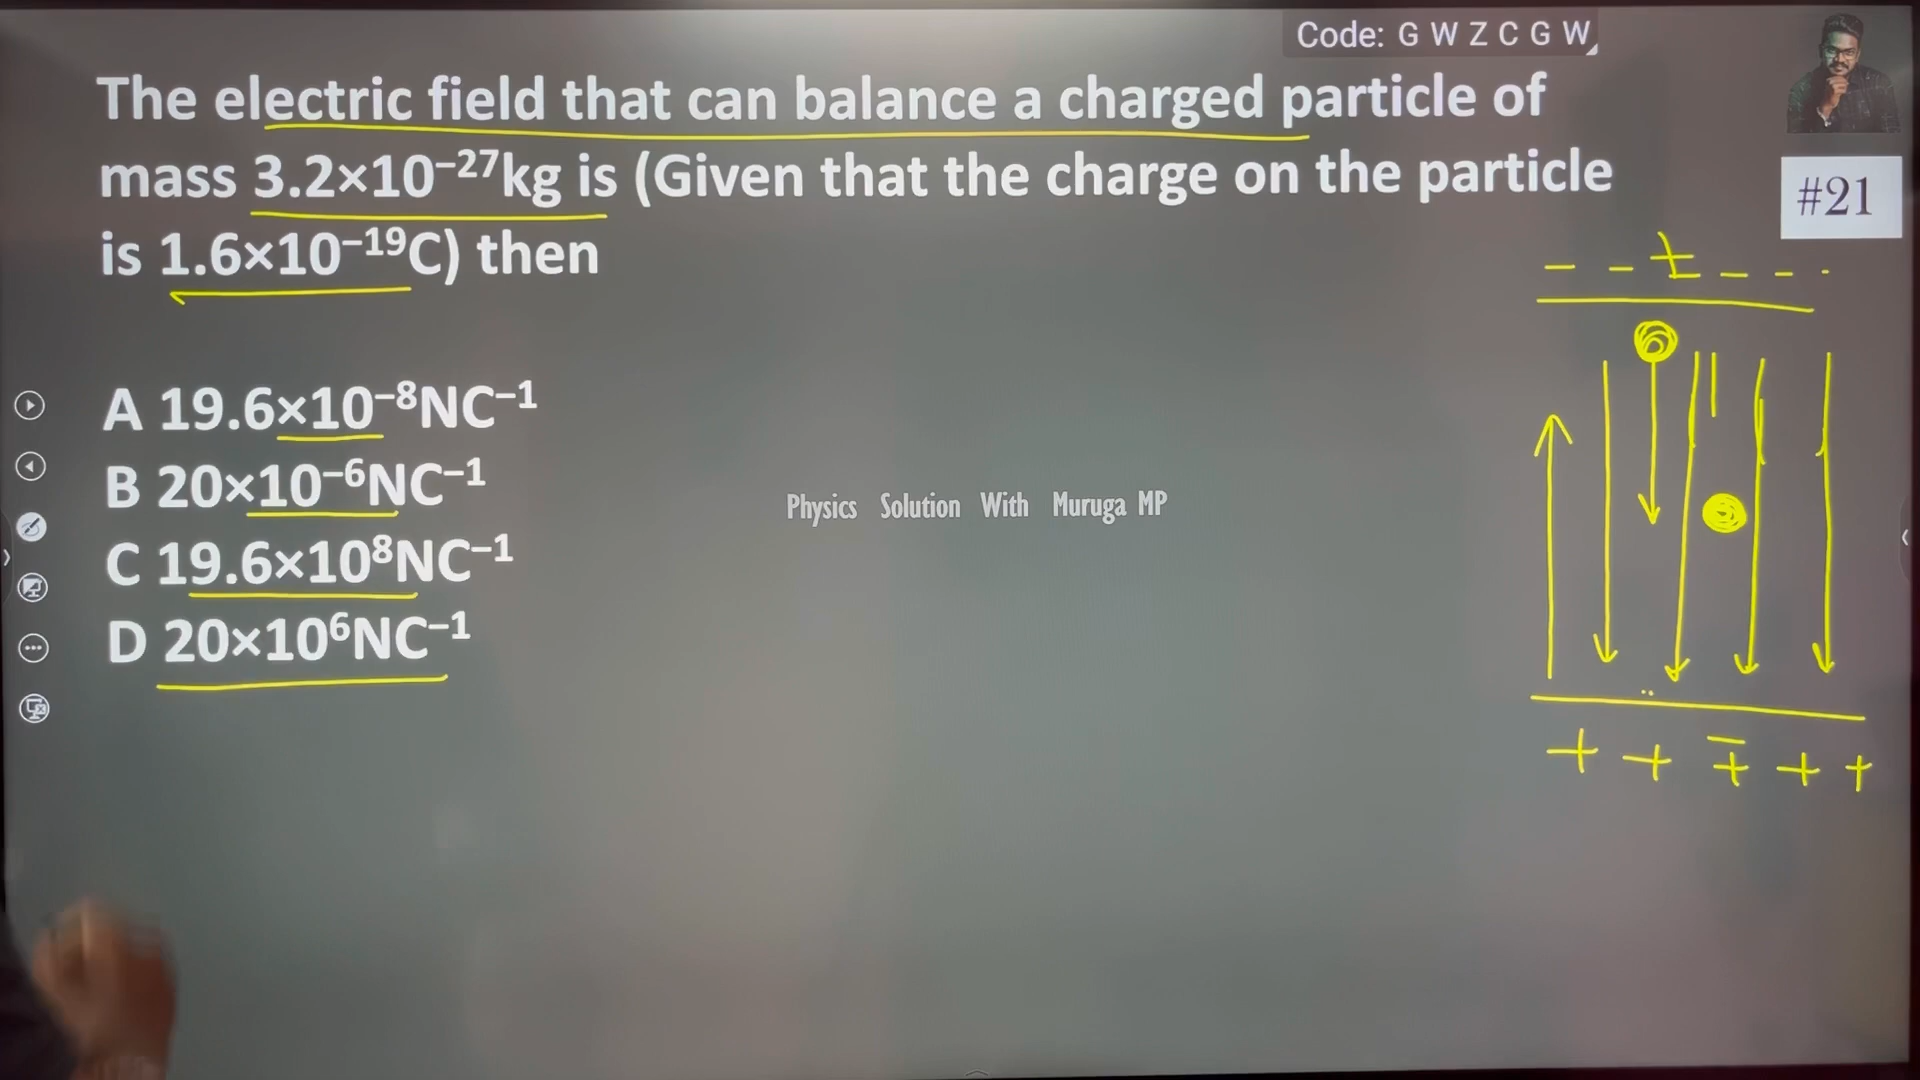 Code: G W Z C G W
The electric field that can balance a charged particle of
mass 3.2×10⁻²⁷kg is (Given that the charge on the particle
is 1.6×10⁻¹⁹C) then
#21
A 19.6×10⁻⁸NC⁻¹
B 20×10⁻⁶NC⁻¹
C 19.6×10⁸NC⁻¹
D 20×10⁶NC⁻¹
Physics Solution With Muruga MP